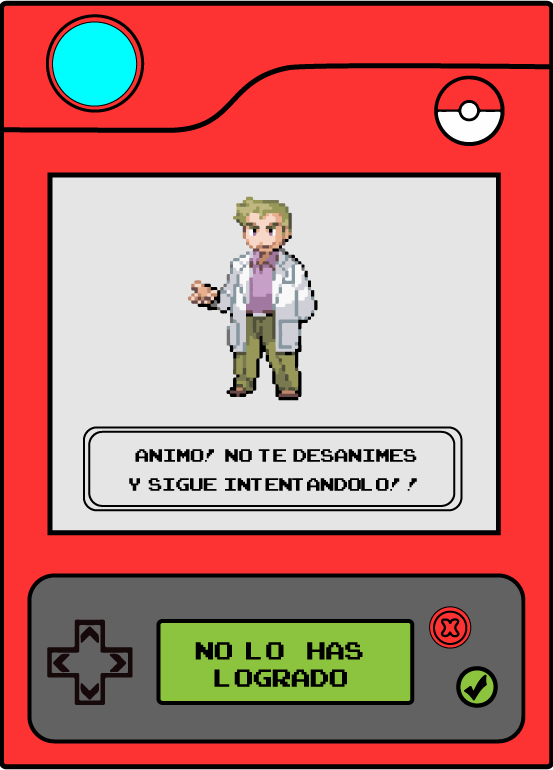 ANIMO! NO TE DESANIMES
Y SIGUE INTENTANDOLO!!
NO LO HAS
LOGRADO